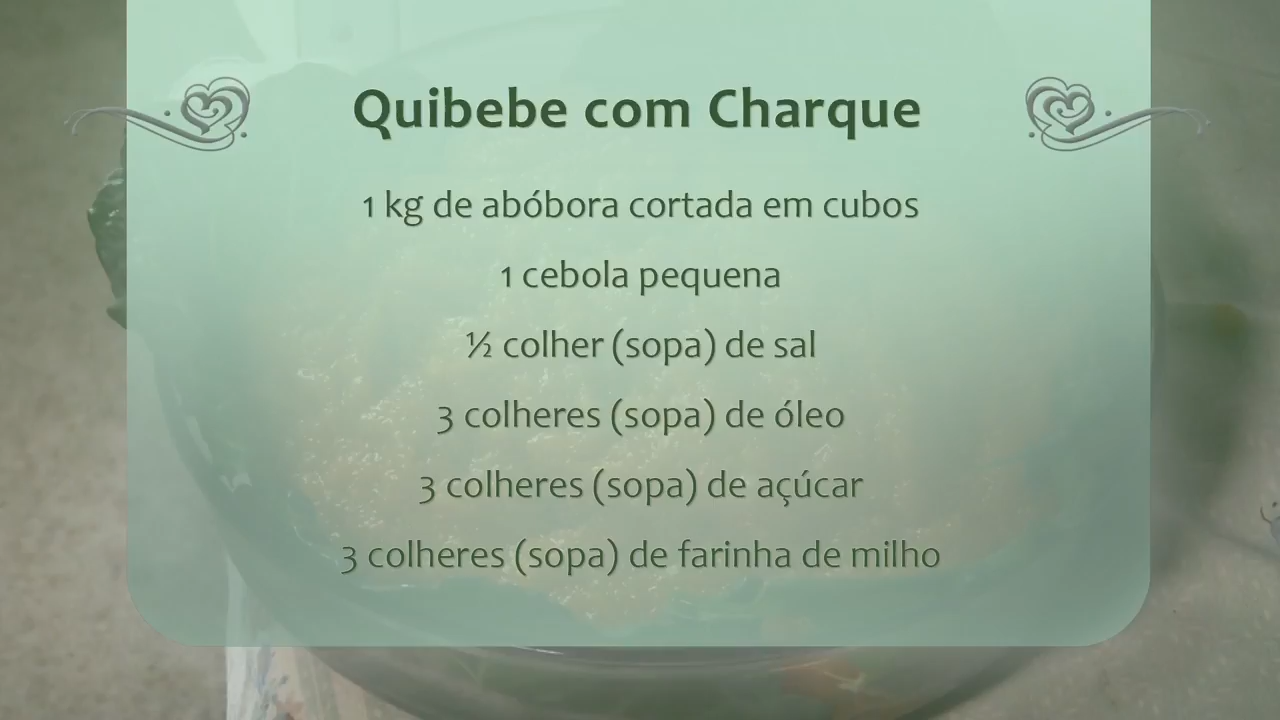 Quibebe com Charque
1 kg de abóbora cortada em cubos
1 cebola pequena
½ colher (sopa) de sal
3 colheres (sopa) de óleo
3 colheres (sopa) de açúcar
3 colheres (sopa) de farinha de milho